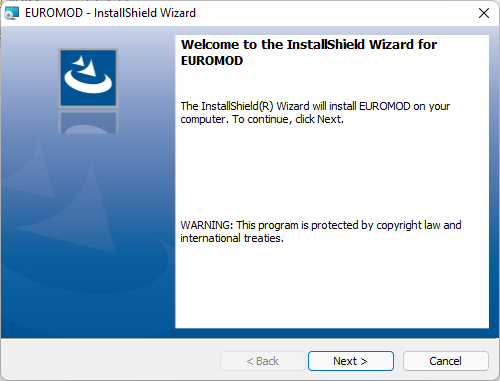 EUROMOD - InstallShield Wizard
Welcome to the InstallShield Wizard for
EUROMOD
The InstallShield(R) Wizard will install EUROMOD on your
computer. To continue, click Next.
WARNING: This program is protected by copyright law and
international treaties.
< Back
Next >
Cancel